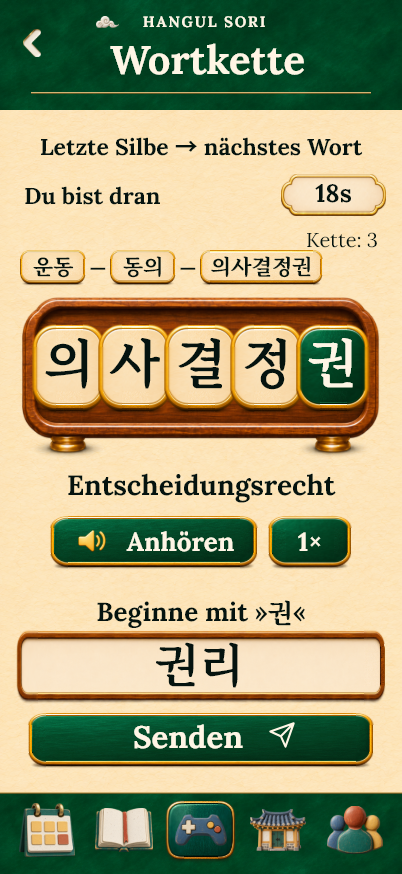 HANGUL SORI
Wortkette
Letzte Silbe → nächstes Wort
Du bist dran
18s
Kette: 3
운동 – 동의 – 의사결정권
의사결정권
Entscheidungsrecht
Anhören
1×
Beginne mit »권«
권리
Senden